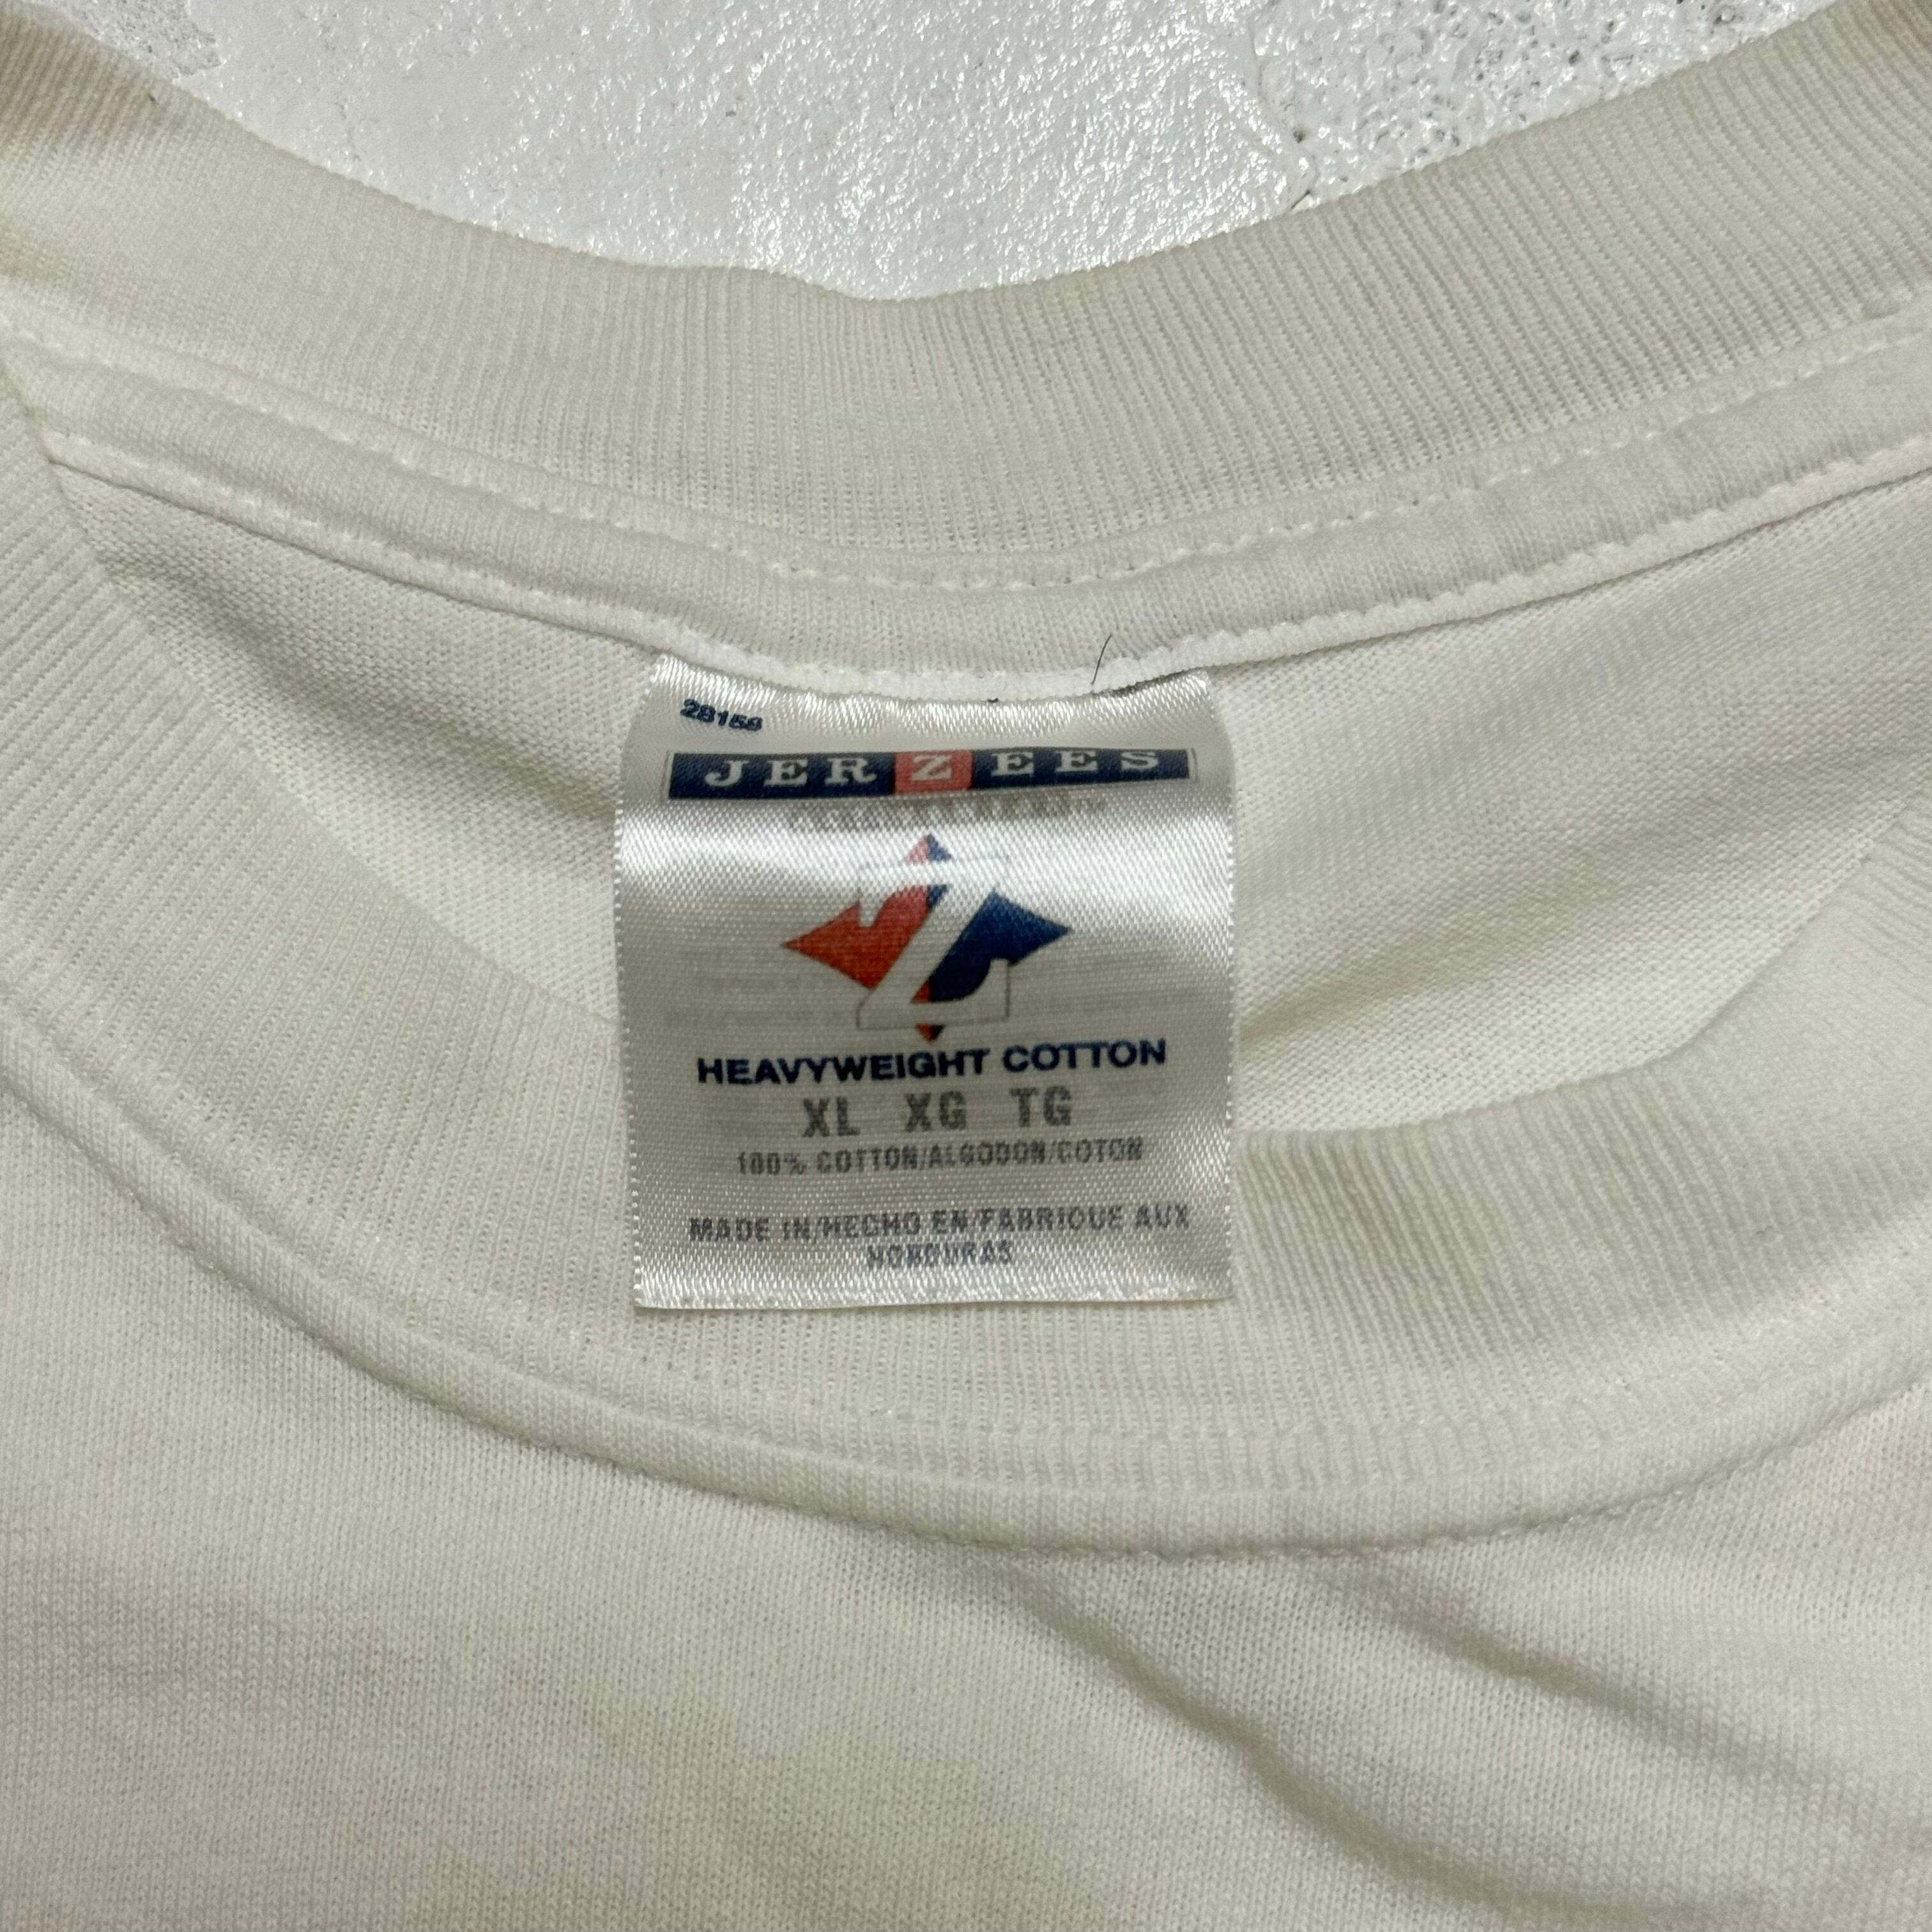 28158
JERZEES
Z
HEAVYWEIGHT COTTON
XL XG TG
100% COTTON/ALGODON/COTON
MADE IN/HECHO EN/FABRIQUE AUX
HONDURAS